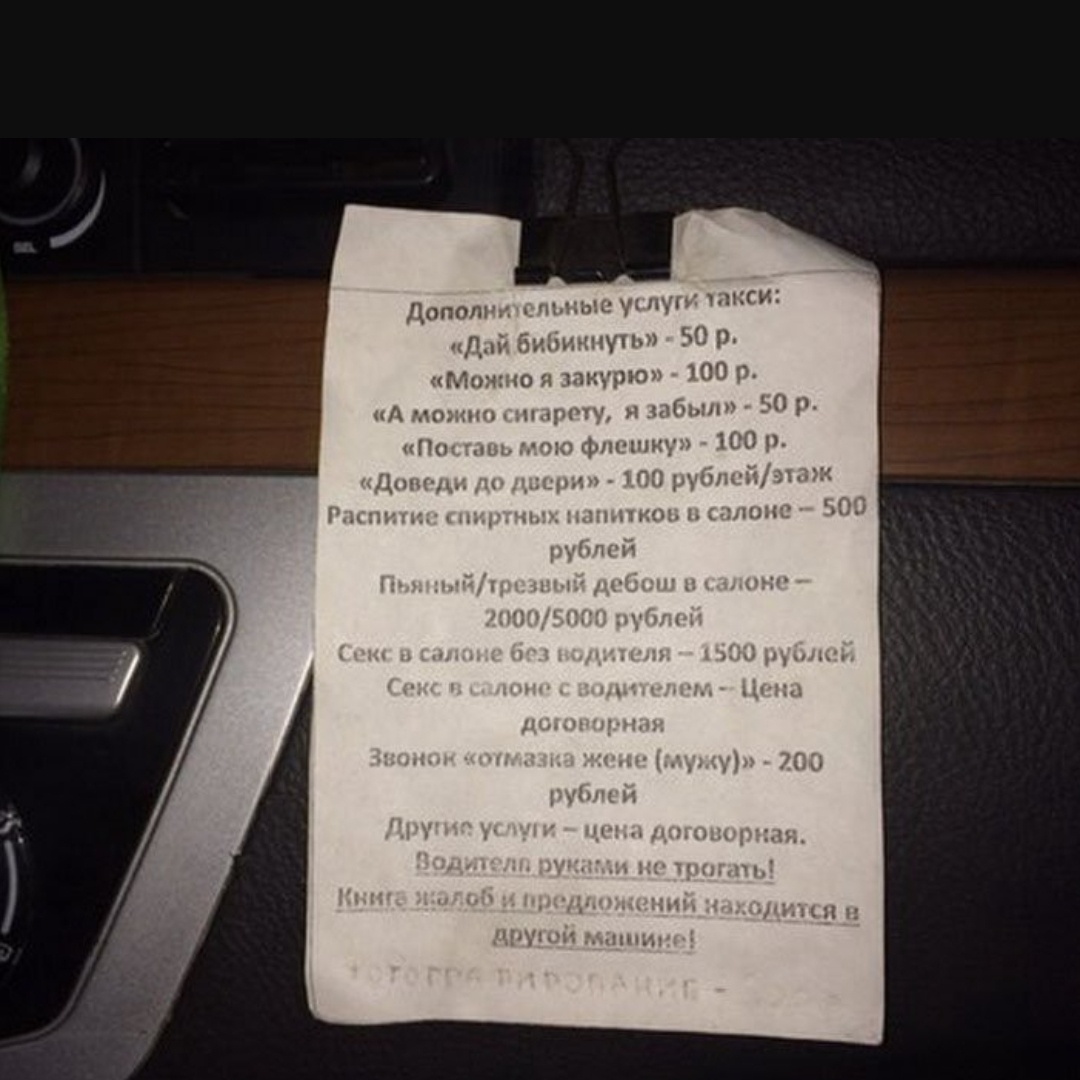 SEL
Дополнительные услуги такси:
«Дай бибикнуть» - 50 р.
«Можно я закурю» - 100 р.
«А можно сигарету, я забыл» - 50 р.
«Поставь мою флешку» - 100 р.
«Доведи до двери» - 100 рублей/этаж
Распитие спиртных напитков в салоне – 500
рублей
Пьяный/трезвый дебош в салоне –
2000/5000 рублей
Секс в салоне без водителя – 1500 рублей
Секс в салоне с водителем – Цена
договорная
Звонок «отмазка жене (мужу)» - 200
рублей
Другие услуги – цена договорная.
Водителя руками не трогать!
Книга жалоб и предложений находится в
другой машине!